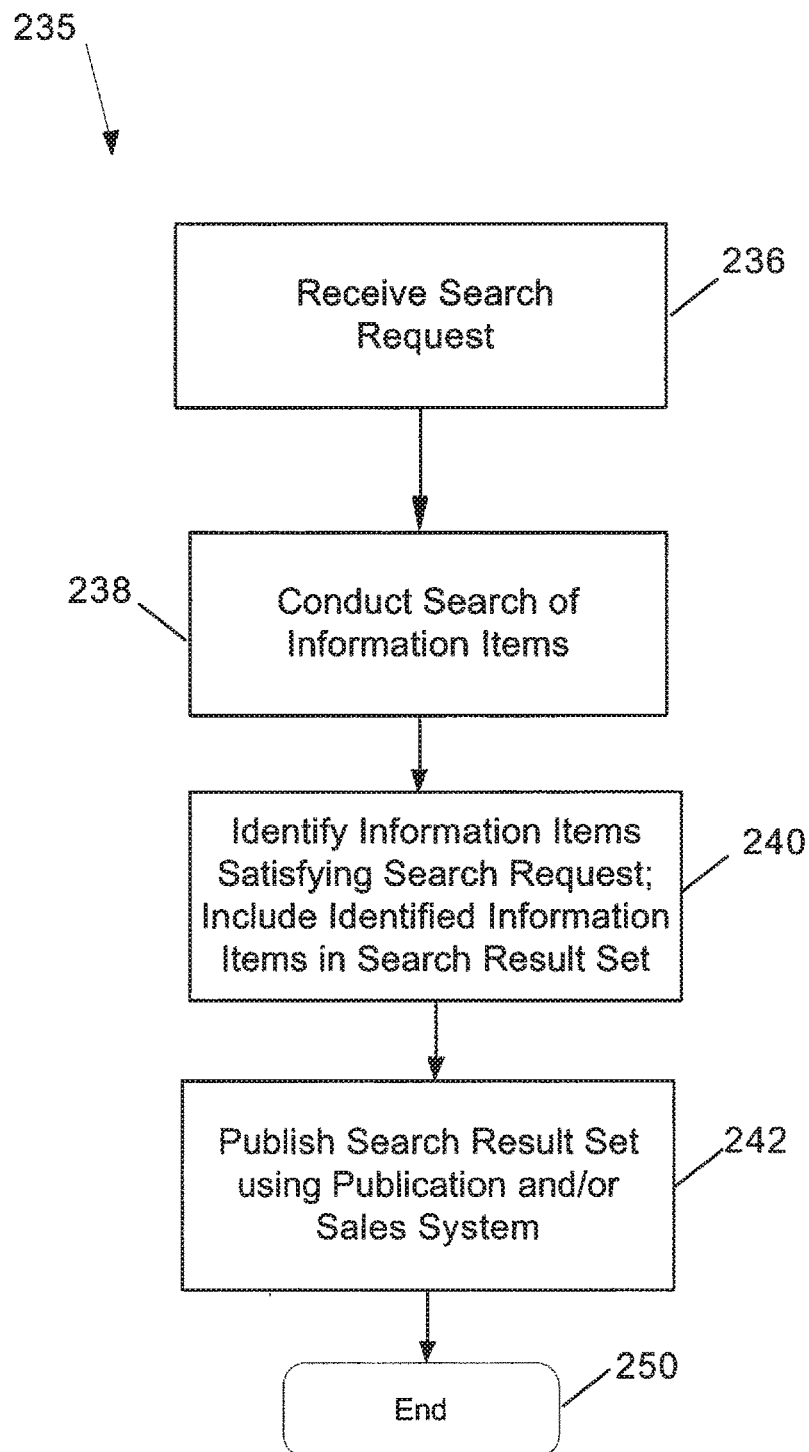 235
Receive Search
Request
236
238
Conduct Search of
Information Items
Identify Information Items
Satisfying Search Request;
Include Identified Information
Items in Search Result Set
240
Publish Search Result Set
using Publication and/or
Sales System
242
End
250